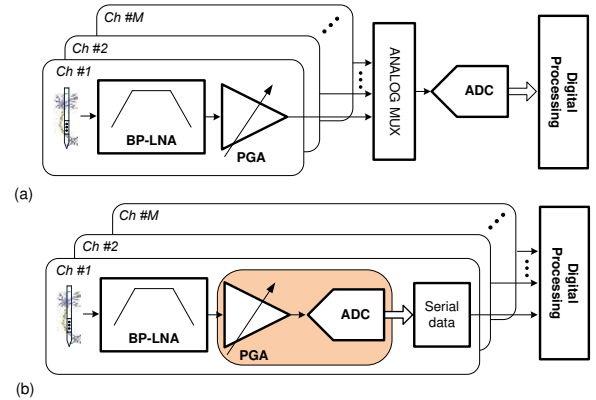 Ch #M
Ch #2
Ch #1
BP-LNA
PGA
ANALOG MUX
ADC
Digital
Processing
(a)
Ch #M
Ch #2
Ch #1
BP-LNA
PGA
ADC
Serial
data
Digital
Processing
(b)